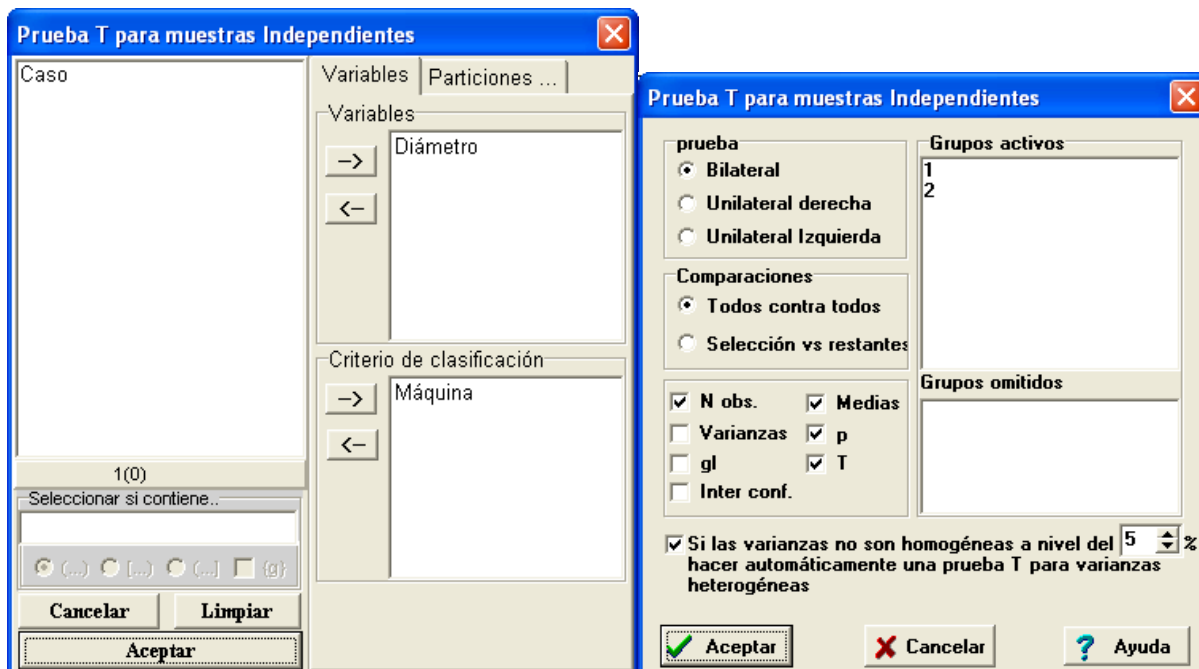 Prueba T para muestras Independientes
Caso
1(0)
Seleccionar si contiene..
(...) [...) (...] {g}
Cancelar Limpiar
Aceptar
Variables Particiones ...
Variables
-->
<--
Diámetro
Criterio de clasificación
-->
<--
Máquina
Prueba T para muestras Independientes
prueba
Bilateral
Unilateral derecha
Unilateral Izquierda
Comparaciones
Todos contra todos
Selección vs restantes
N obs. Medias
Varianzas p
gl T
Inter conf.
Grupos activos
1
2
Grupos omitidos
Si las varianzas no son homogéneas a nivel del 5 %
hacer automáticamente una prueba T para varianzas
heterogéneas
Aceptar Cancelar ? Ayuda